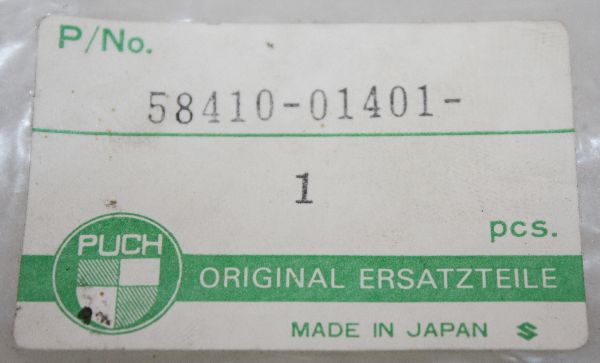 P/No.
58410-01401-
1
pcs.
PUCH
ORIGINAL ERSATZTEILE
MADE IN JAPAN